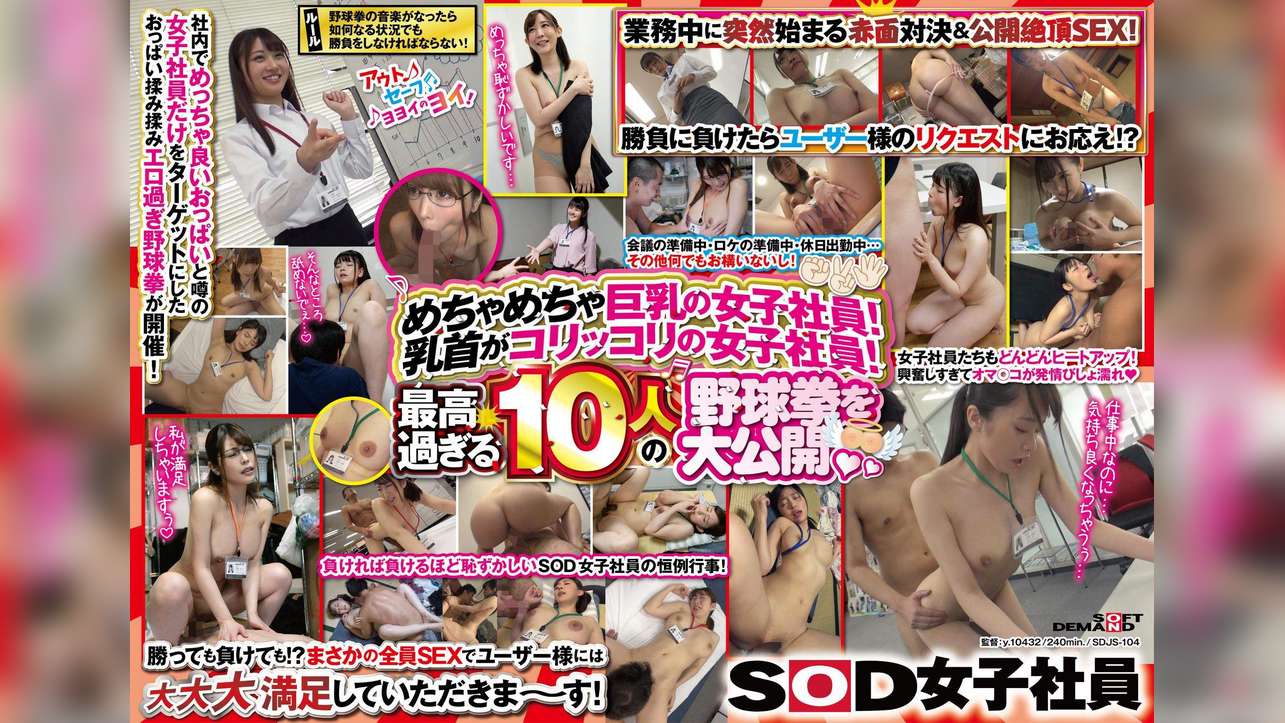 社内でめっちゃ良いおっぱいと噂の
女子社員だけをターゲットにした
おっぱい揉み揉みエロ過ぎ野球拳が開催！
ルール
野球拳の音楽がなったら
如何なる状況でも
勝負をしなければならない！
アウト♪
セーフ♬
♪ヨヨイのヨイ！
めっちゃ恥ずかしいです…
業務中に突然始まる赤面対決&公開絶頂SEX！
勝負に負けたらユーザー様のリクエストにお応え!?
そんなところ
舐めないでぇ…♡
会議の準備中・ロケの準備中・休日出勤中…
その他何でもお構いないし！
めちゃめちゃ巨乳の女子社員！
乳首がコリッコリの女子社員！
最高過ぎる10人の野球拳を大公開♥♥
女子社員たちもどんどんヒートアップ！
興奮しすぎてオマ◎コが発情びしょ濡れ♥
私が満足
しちゃいますぅ♡
仕事中なのに…
気持ち良くなっちゃうぅ…
負ければ負けるほど恥ずかしいSOD女子社員の恒例行事！
勝っても負けても!?まさかの全員SEXでユーザー様には
大大大満足していただきま〜〜す！
SOFT
DEMAND
監督:y.10432/240min./SDJS-104
SOD女子社員